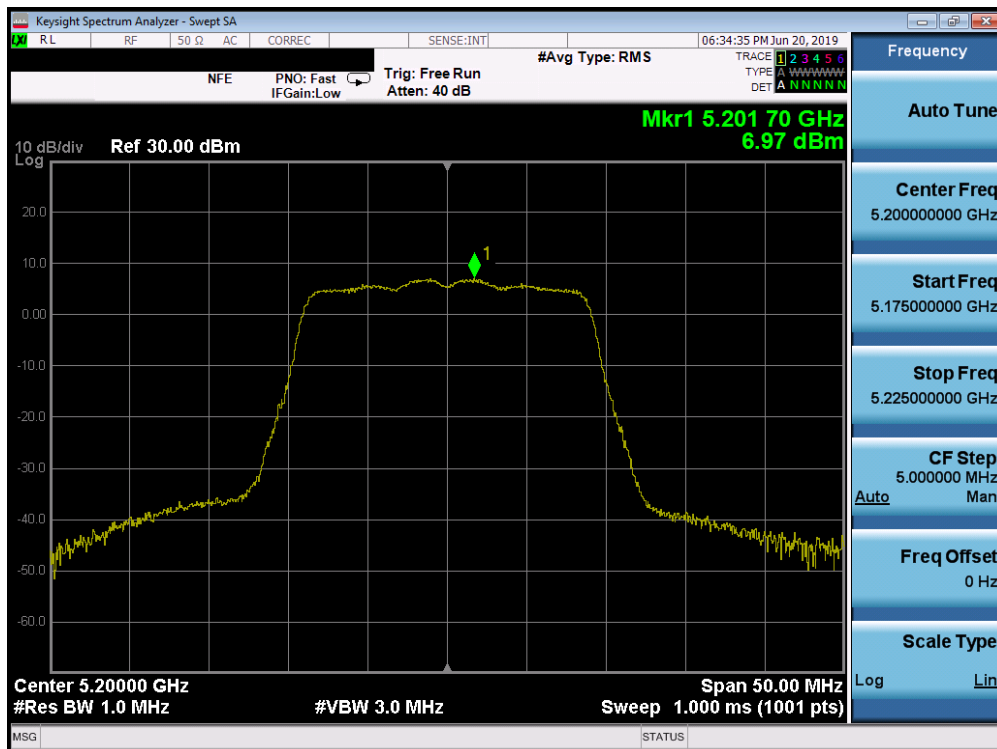 Keysight Spectrum Analyzer - Swept SA
LXI RL RF 50 Ω AC CORREC SENSE:INT 06:34:35 PM Jun 20, 2019
NFE PNO: Fast Trig: Free Run #Avg Type: RMS TRACE 1 2 3 4 5 6
IFGain:Low Atten: 40 dB TYPE A WWWWW
DET A N N N N N
Mkr1 5.201 70 GHz
6.97 dBm
10 dB/div Ref 30.00 dBm
Log
20.0
10.0
1
0.00
-10.0
-20.0
-30.0
-40.0
-50.0
-60.0
Center 5.20000 GHz Span 50.00 MHz
#Res BW 1.0 MHz #VBW 3.0 MHz Sweep 1.000 ms (1001 pts)
MSG STATUS
Frequency
Auto Tune
Center Freq
5.200000000 GHz
Start Freq
5.175000000 GHz
Stop Freq
5.225000000 GHz
CF Step
5.000000 MHz
Auto Man
Freq Offset
0 Hz
Scale Type
Log Lin